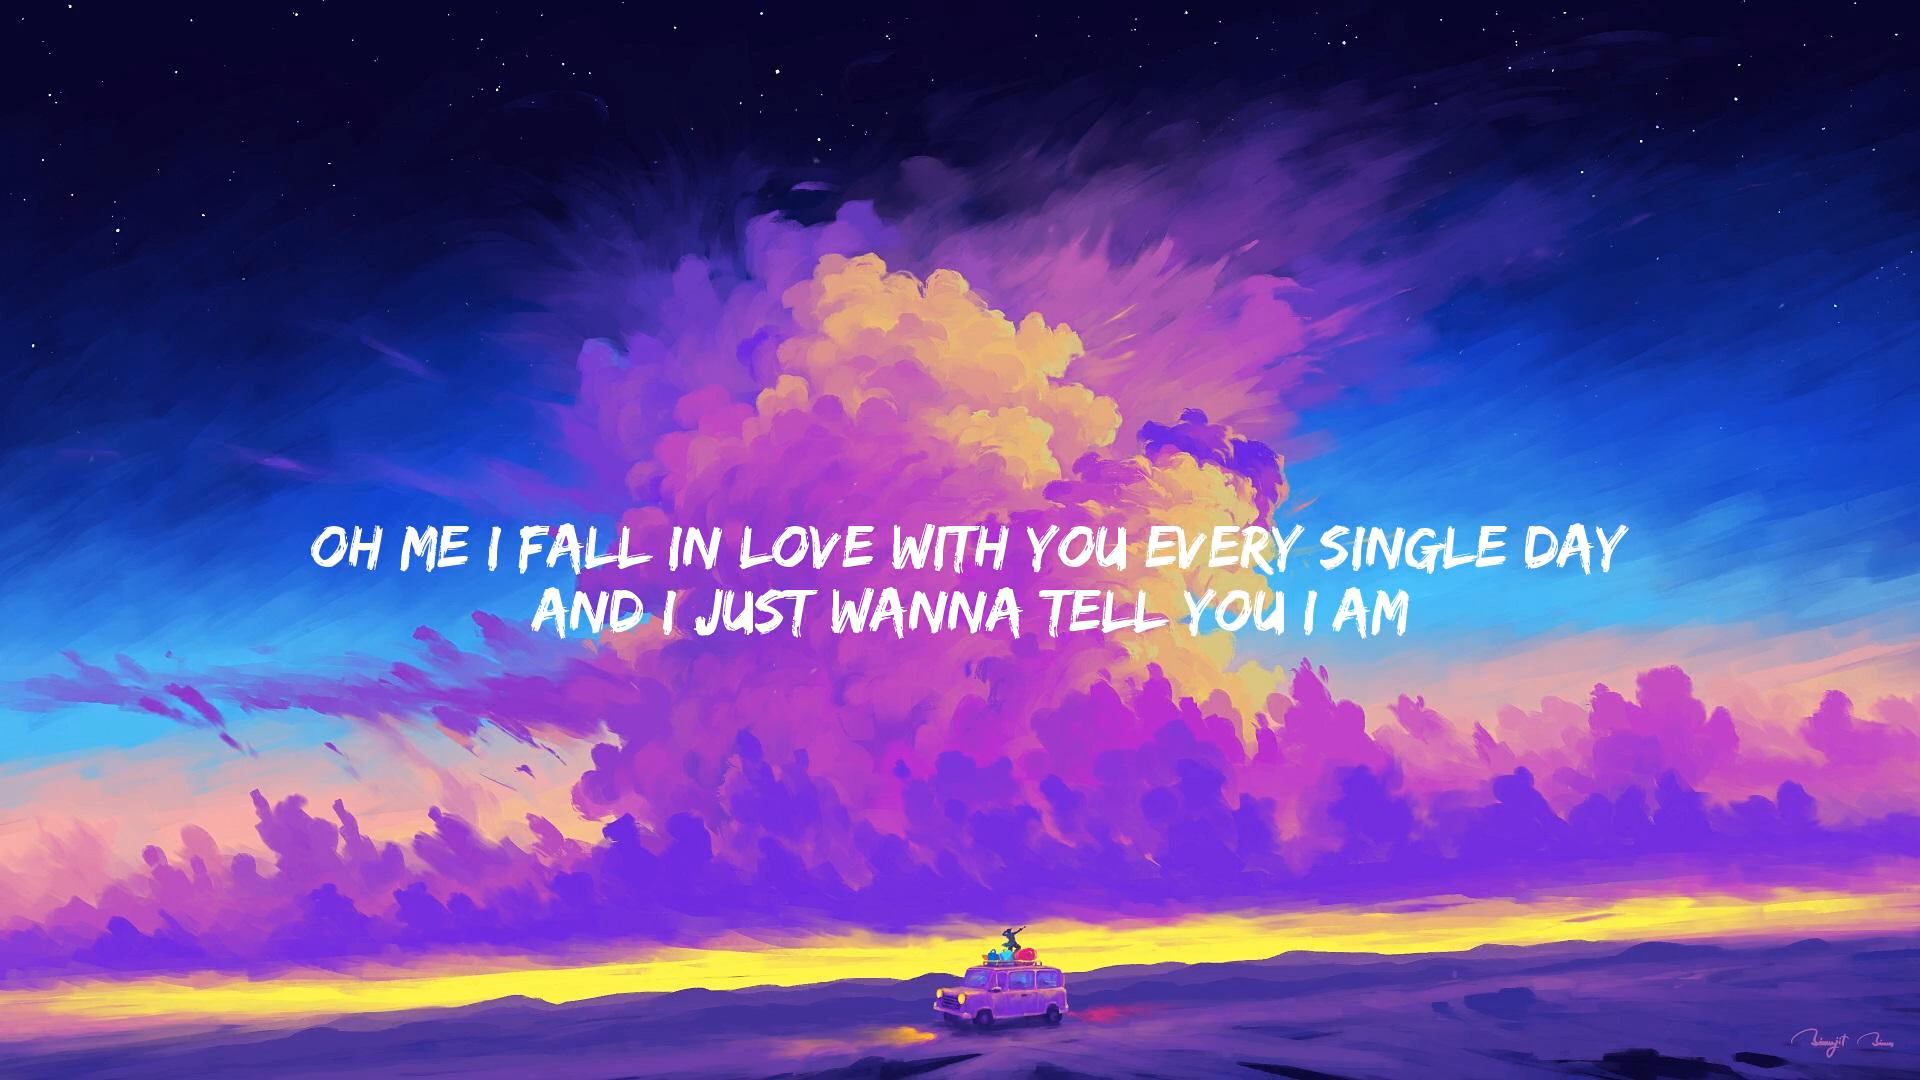 OH ME I FALL IN LOVE WITH YOU EVERY SINGLE DAY
AND I JUST WANNA TELL YOU I AM